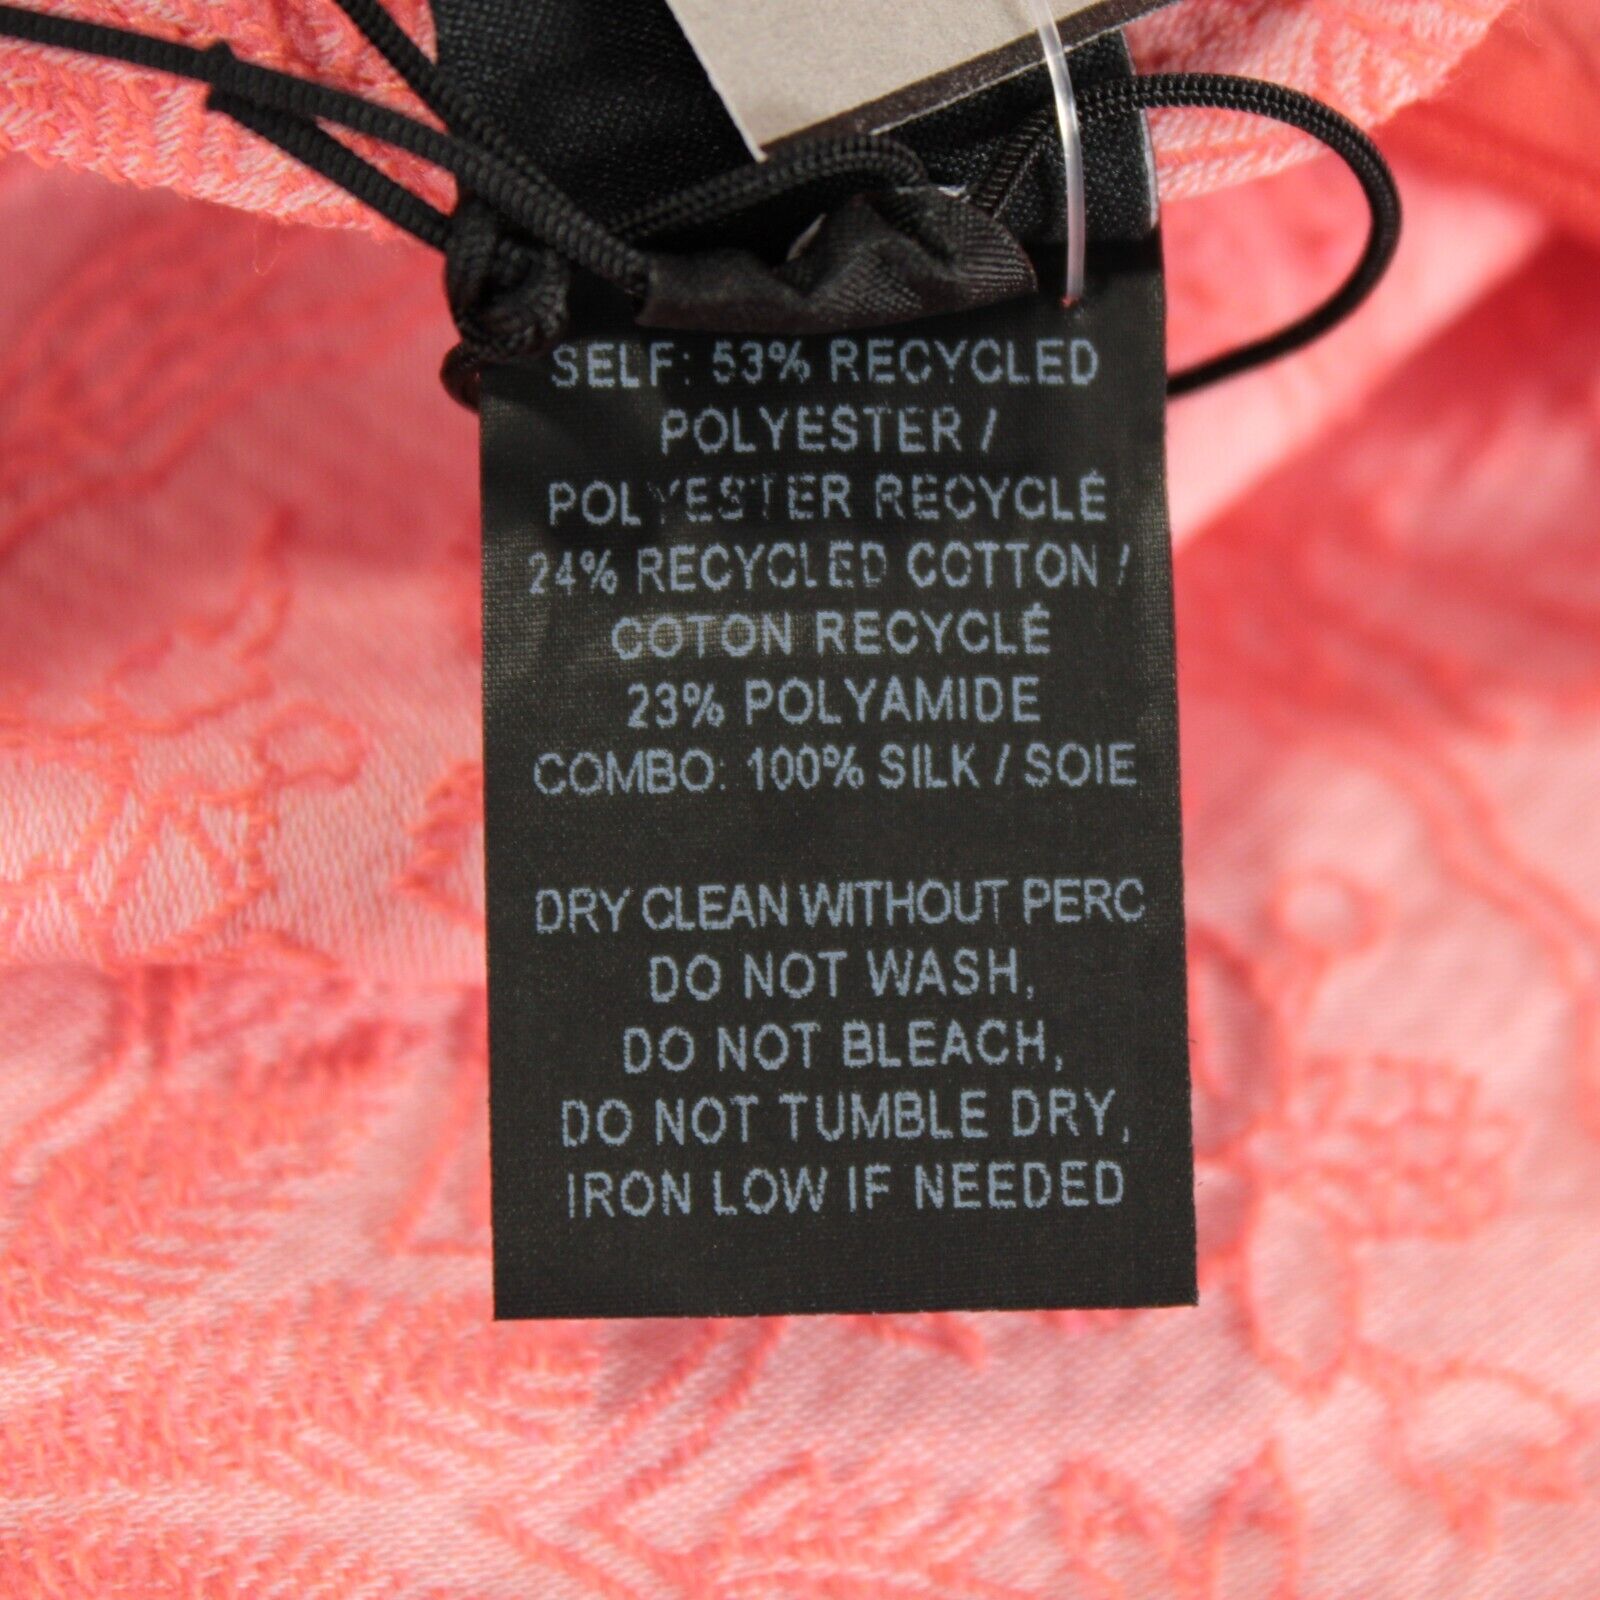 SELF: 53% RECYCLED
POLYESTER /
POLYESTER RECYCLÉ
24% RECYCLED COTTON /
COTON RECYCLÉ
23% POLYAMIDE
COMBO: 100% SILK / SOIE
DRY CLEAN WITHOUT PERC
DO NOT WASH,
DO NOT BLEACH,
DO NOT TUMBLE DRY,
IRON LOW IF NEEDED